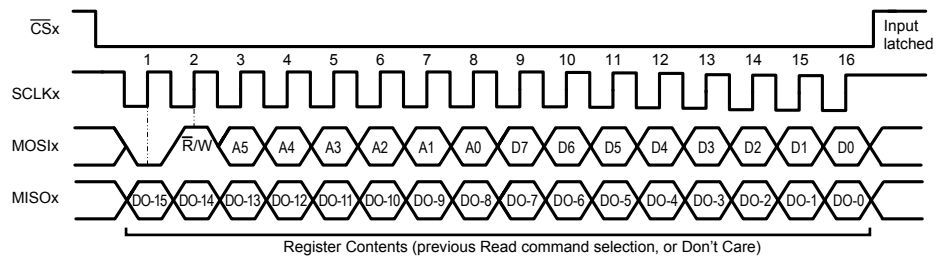 C̅S̅x Input latched
1 2 3 4 5 6 7 8 9 10 11 12 13 14 15 16
SCLKx
MOSIx R̅/W A5 A4 A3 A2 A1 A0 D7 D6 D5 D4 D3 D2 D1 D0
MISOx DO-15 DO-14 DO-13 DO-12 DO-11 DO-10 DO-9 DO-8 DO-7 DO-6 DO-5 DO-4 DO-3 DO-2 DO-1 DO-0
Register Contents (previous Read command selection, or Don't Care)